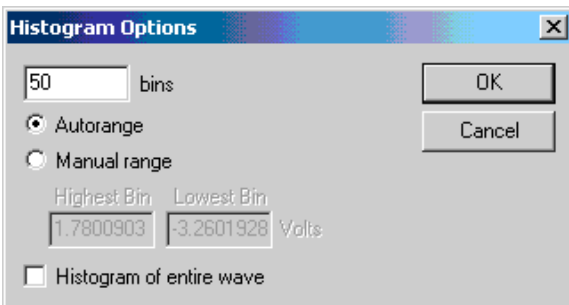 Histogram Options
50 bins
OK
Autorange
Cancel
Manual range
Highest Bin Lowest Bin
1.7800903 -3.2601928 Volts
Histogram of entire wave